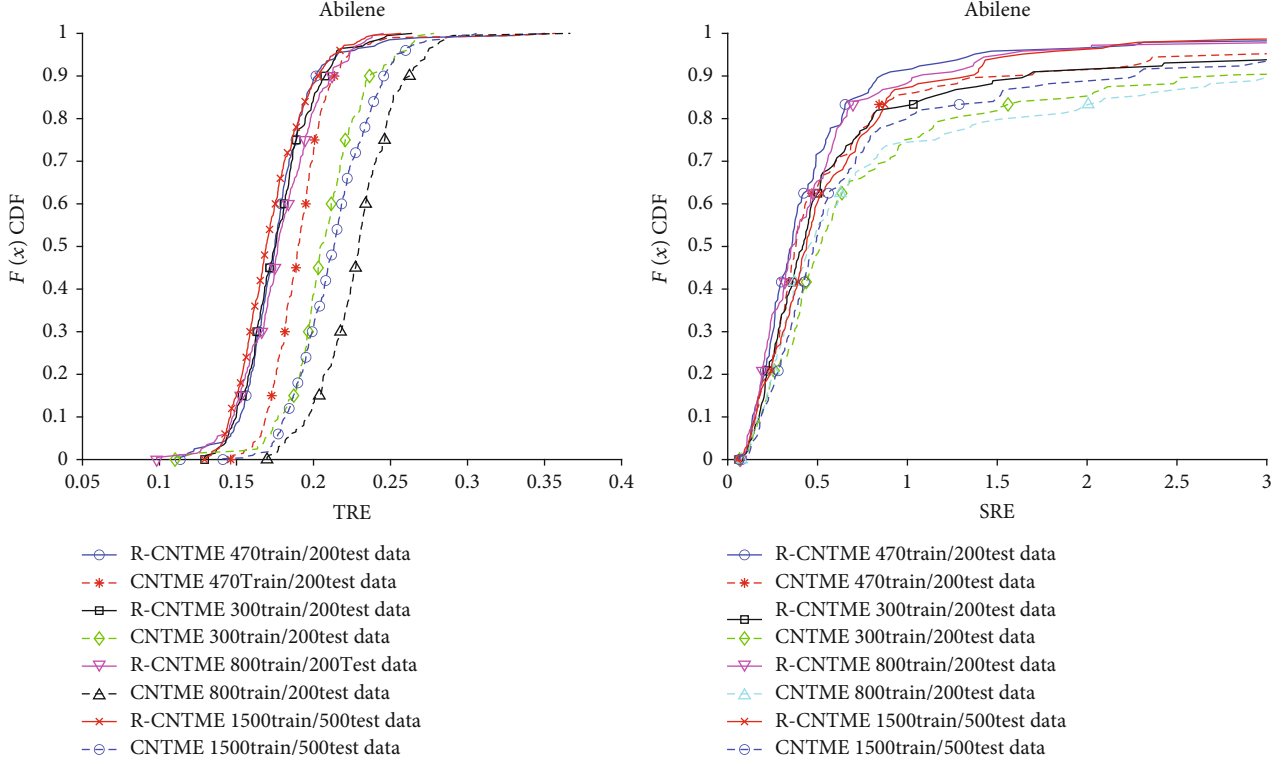 Abilene
1
0.9
0.8
0.7
0.6
0.5
0.4
0.3
0.2
0.1
0
F (x) CDF
0.05
0.1
0.15
0.2
0.25
0.3
0.35
0.4
TRE
R-CNTME 470train/200test data
CNTME 470Train/200test data
R-CNTME 300train/200test data
CNTME 300train/200test data
R-CNTME 800train/200Test data
CNTME 800train/200test data
R-CNTME 1500train/500test data
CNTME 1500train/500test data
Abilene
1
0.9
0.8
0.7
0.6
0.5
0.4
0.3
0.2
0.1
0
F (x) CDF
0
0.5
1
1.5
2
2.5
3
SRE
R-CNTME 470train/200test data
CNTME 470train/200test data
R-CNTME 300train/200test data
CNTME 300train/200test data
R-CNTME 800train/200test data
CNTME 800train/200test data
R-CNTME 1500train/500test data
CNTME 1500train/500test data